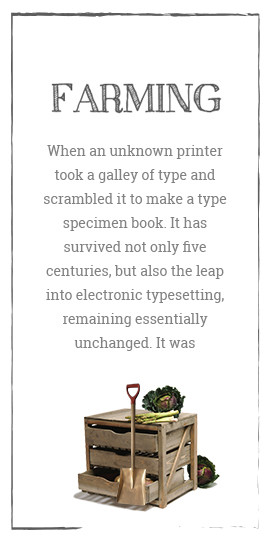 FARMING
When an unknown printer
took a galley of type and
scrambled it to make a type
specimen book. It has
survived not only five
centuries, but also the leap
into electronic typesetting,
remaining essentially
unchanged. It was